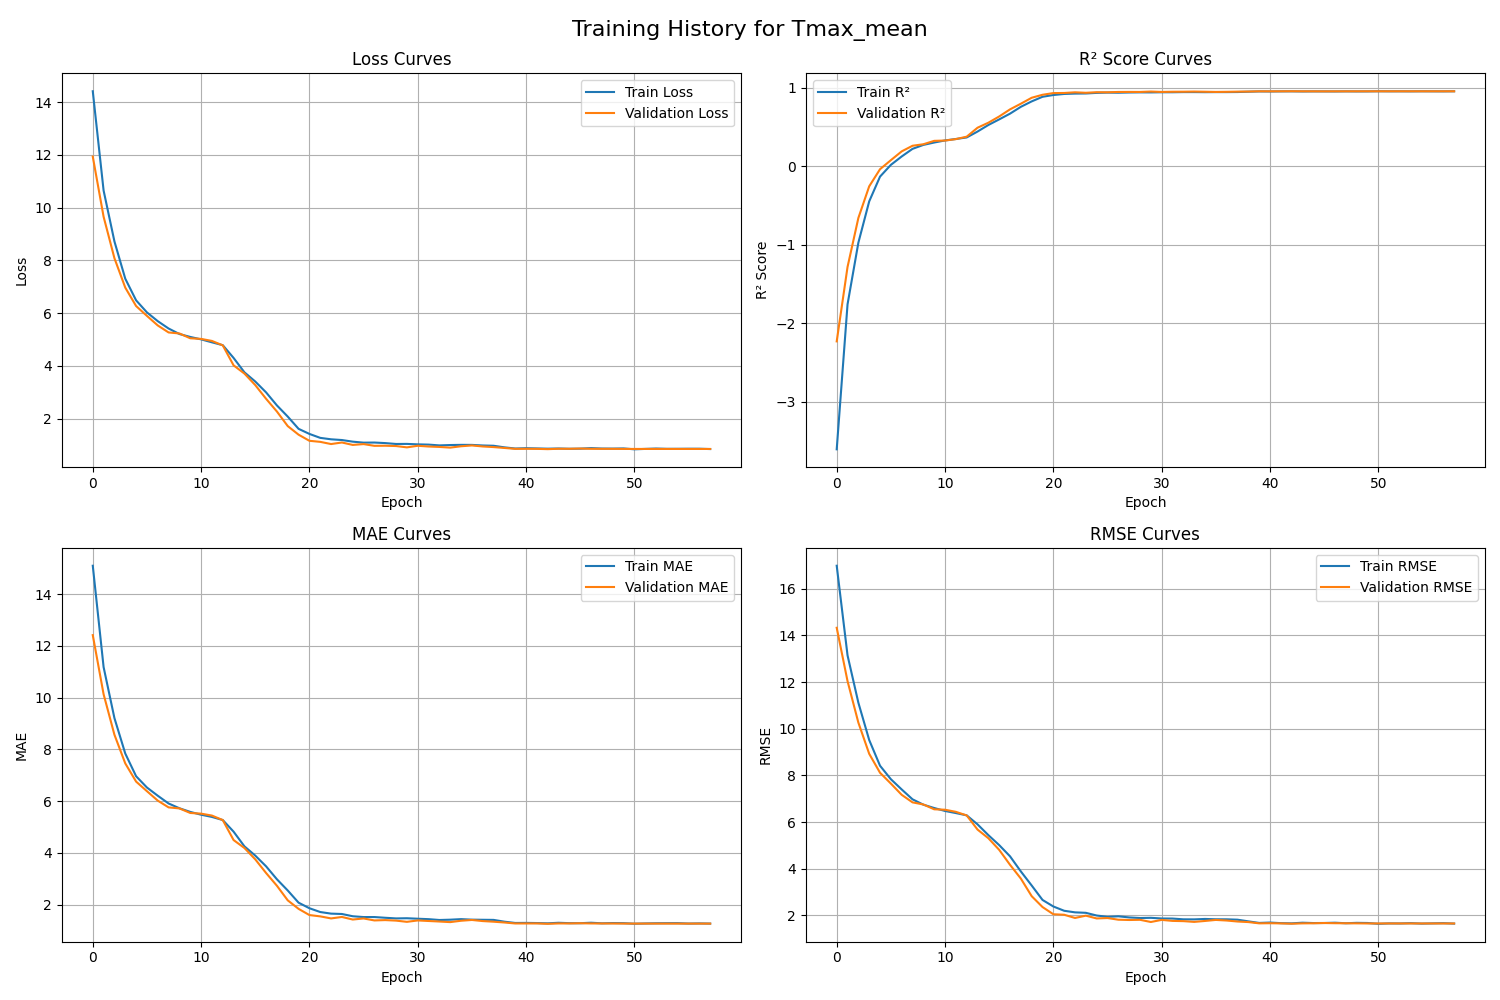 Training History for Tmax_mean
Loss Curves
Train Loss
Validation Loss
14
12
10
8
6
4
2
Loss
0 10 20 30 40 50
Epoch
R² Score Curves
Train R²
Validation R²
1
0
−1
−2
−3
R² Score
0 10 20 30 40 50
Epoch
MAE Curves
Train MAE
Validation MAE
14
12
10
8
6
4
2
MAE
0 10 20 30 40 50
Epoch
RMSE Curves
Train RMSE
Validation RMSE
16
14
12
10
8
6
4
2
RMSE
0 10 20 30 40 50
Epoch